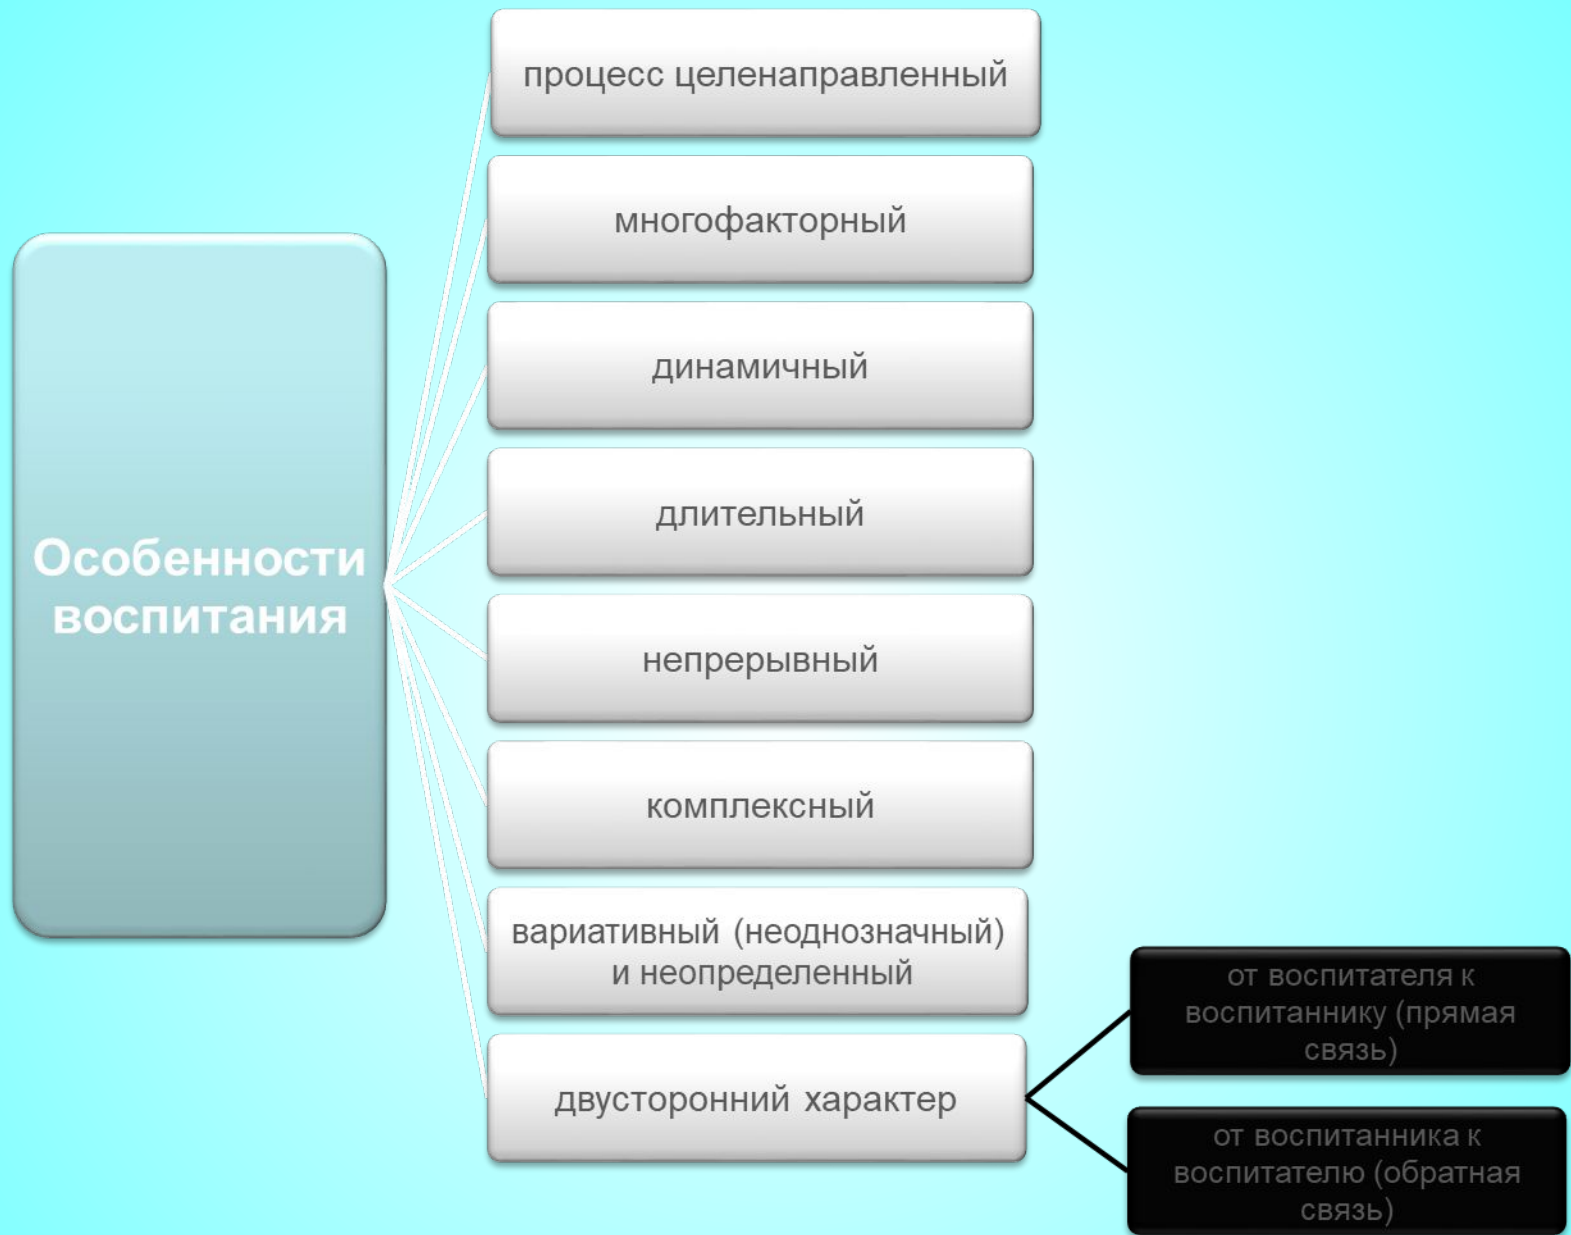 Особенности
воспитания
процесс целенаправленный
многофакторный
динамичный
длительный
непрерывный
комплексный
вариативный (неоднозначный)
и неопределенный
двусторонний характер
от воспитателя к
воспитаннику (прямая
связь)
от воспитанника к
воспитателю (обратная
связь)